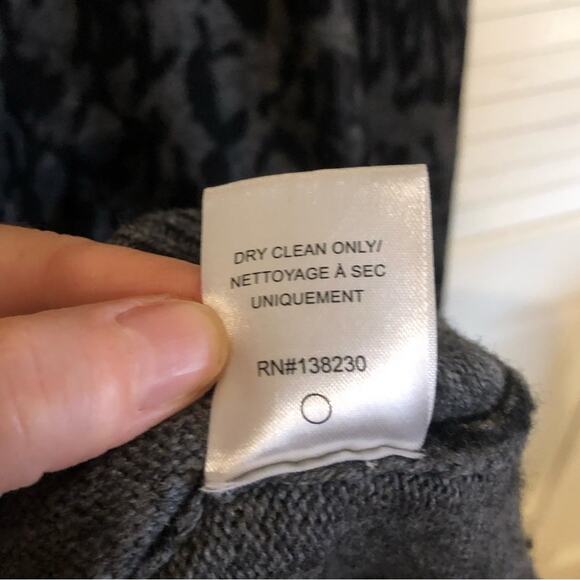 DRY CLEAN ONLY/
NETTOYAGE À SEC
UNIQUEMENT
RN#138230